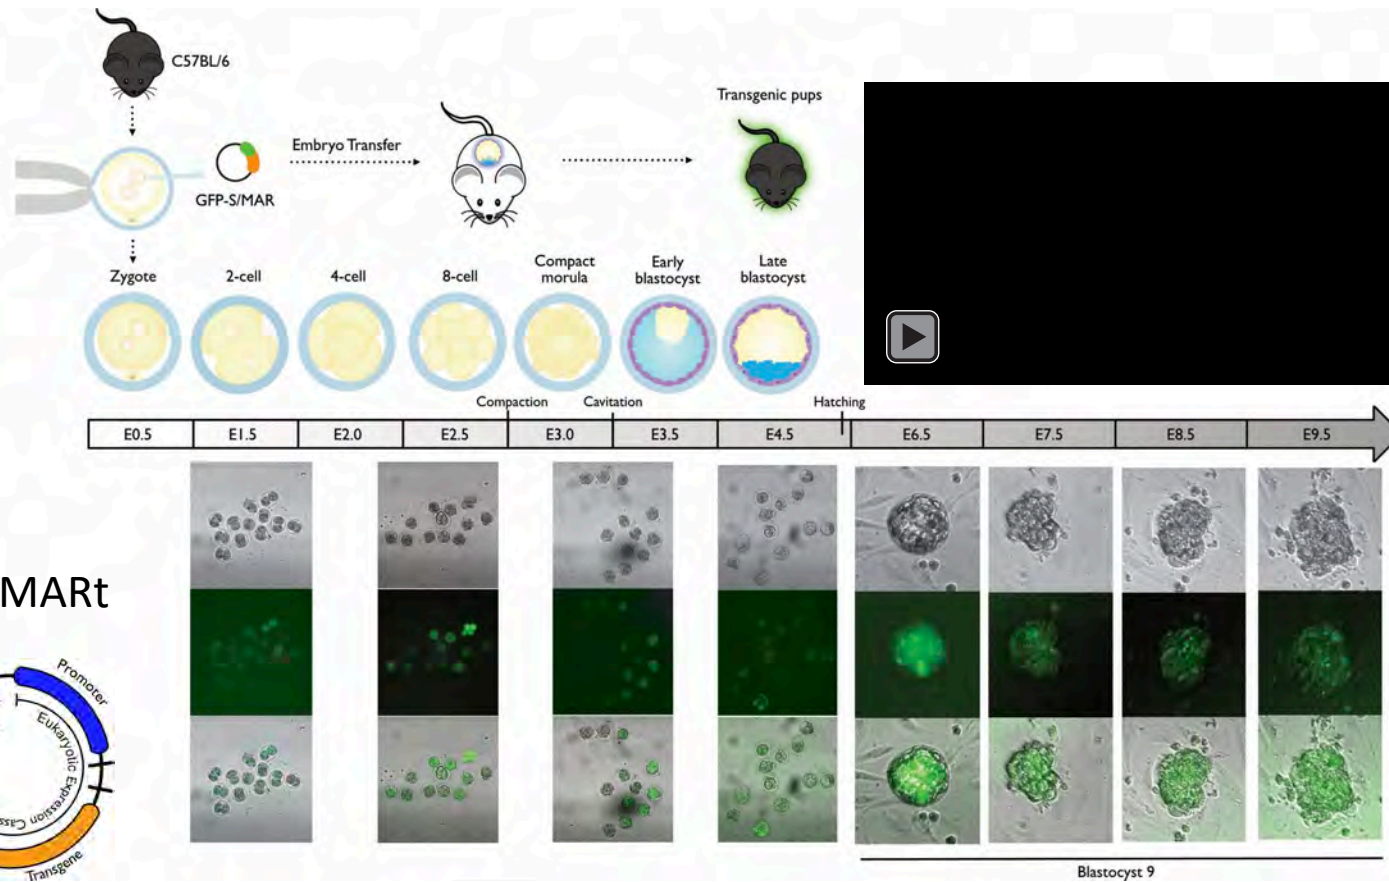 C57BL/6
GFP-S/MAR
Embryo Transfer
Transgenic pups
Zygote
2-cell
4-cell
8-cell
Compact
morula
Early
blastocyst
Late
blastocyst
Compaction
Cavitation
Hatching
E0.5
E1.5
E2.0
E2.5
E3.0
E3.5
E4.5
E6.5
E7.5
E8.5
E9.5
MARt
Promoter
Eukaryotic Expression Cass
Transgene
Blastocyst 9